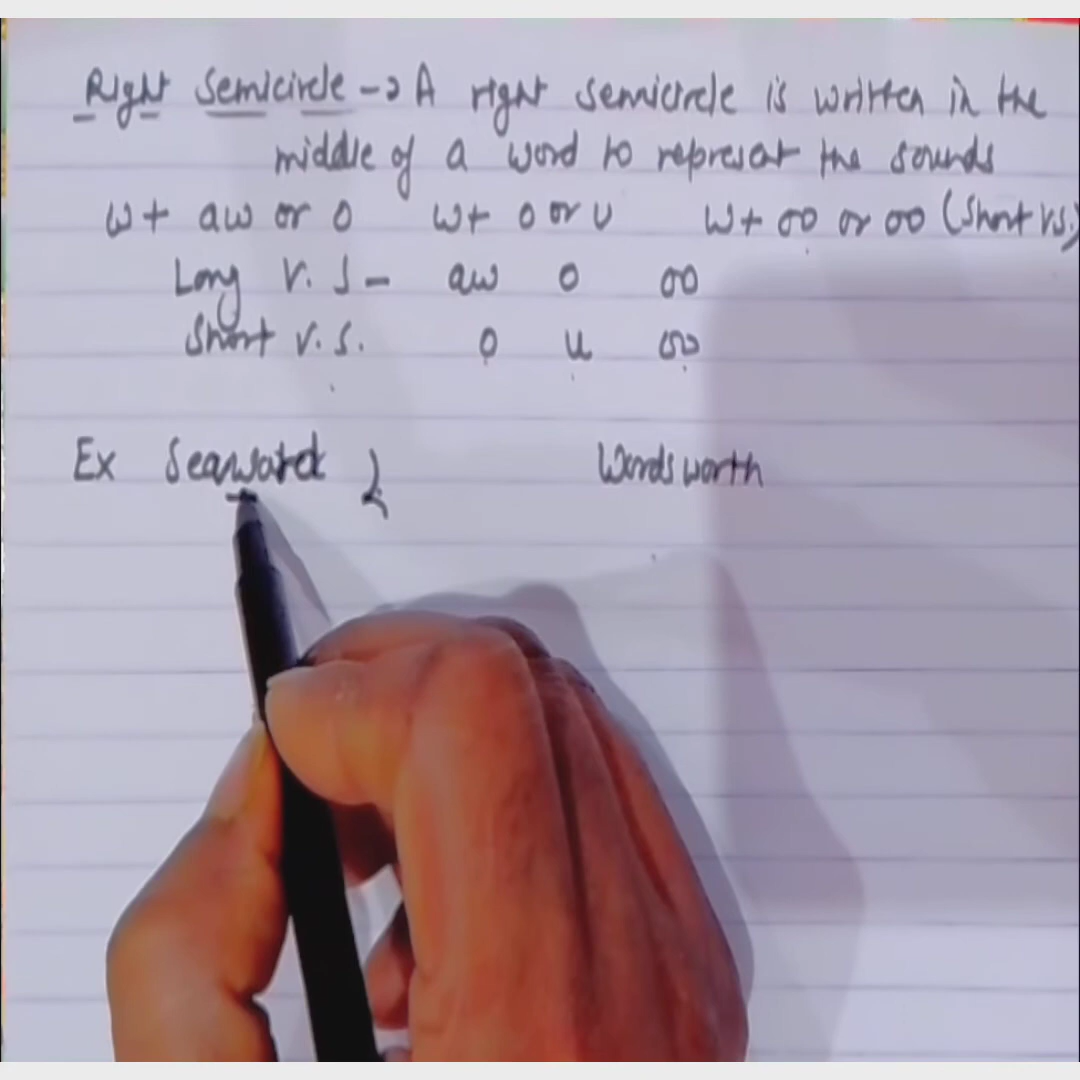 Right Semicircle → A right semicircle is written in the
middle of a word to represent the sounds
w + aw or o w + o or u w + oo or oo (Short v.s.)
Long v. s - aw o oo
Short v. s. o u oo
Ex Seaward Wordsworth